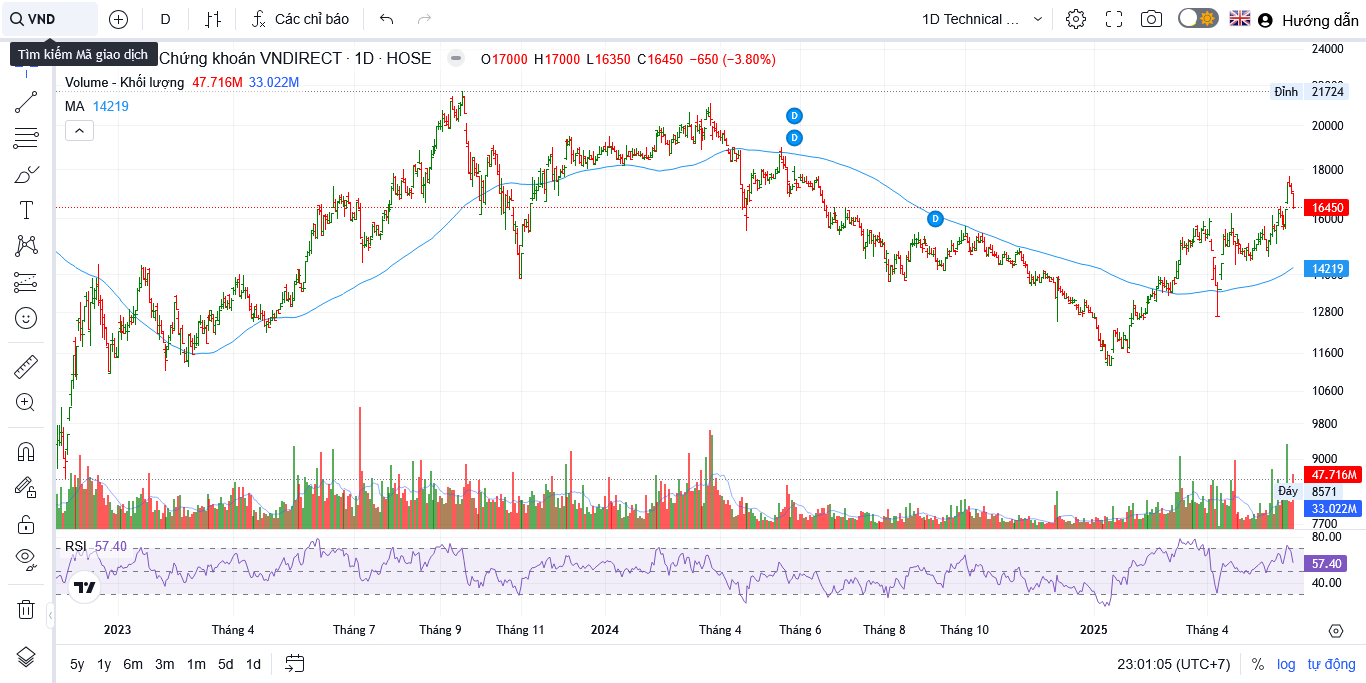 VND
D
Các chỉ báo
1D Technical ...
Hướng dẫn
Tìm kiếm Mã giao dịch
Chứng khoán VNDIRECT · 1D · HOSE
O17000 H17000 L16350 C16450 −650 (−3.80%)
Volume - Khối lượng 47.716M 33.022M
MA 14219
D
D
D
24000
Đỉnh 21724
20000
18000
16450
16000
14219
12800
11600
10600
9800
9000
47.716M
Đáy 8571
33.022M
7700
RSI 57.40
80.00
57.40
40.00
2023 Tháng 4 Tháng 7 Tháng 9 Tháng 11 2024 Tháng 4 Tháng 6 Tháng 8 Tháng 10 2025 Tháng 4
5y 1y 6m 3m 1m 5d 1d
23:01:05 (UTC+7) % log tự động